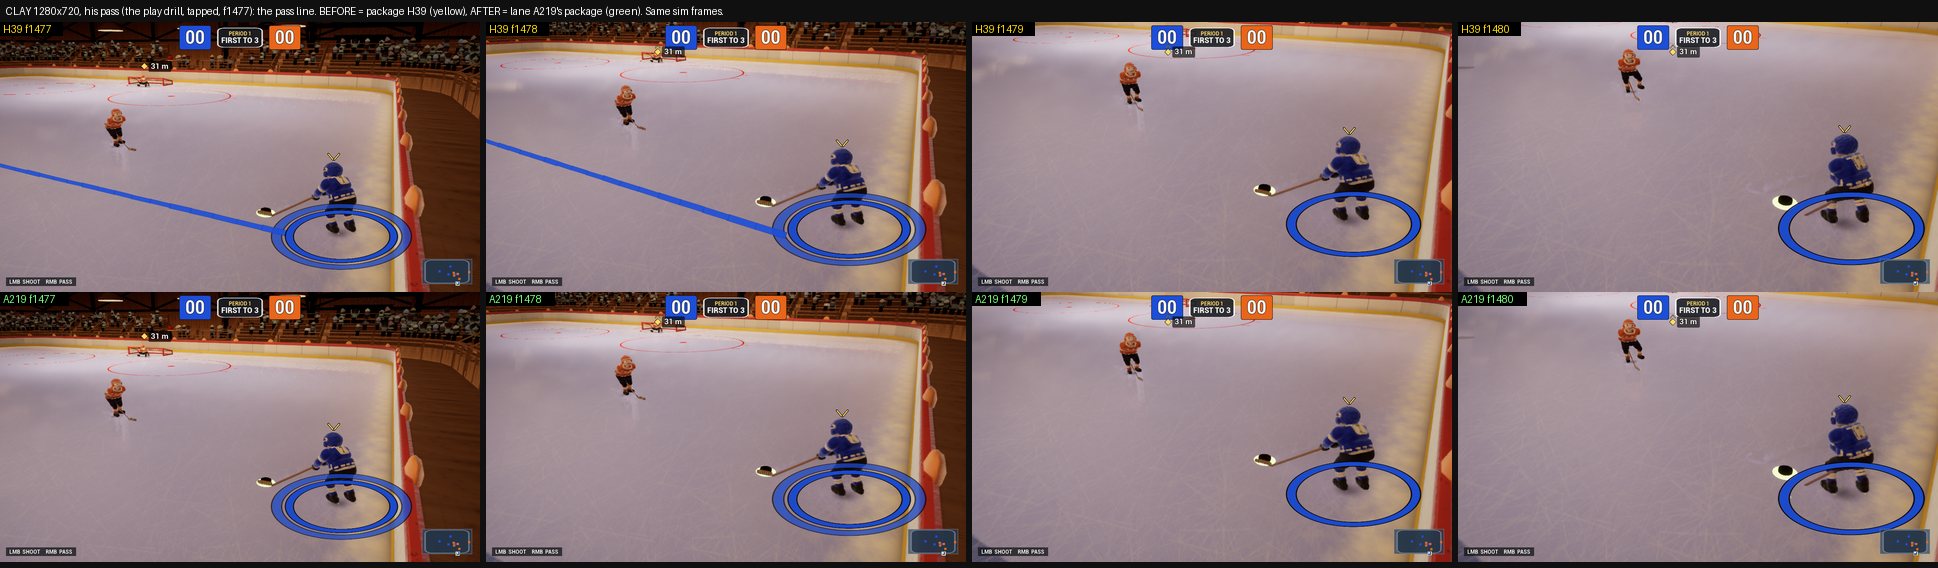 CLAY 1280x720, his pass (the play drill, tapped, f1477): the pass line. BEFORE = package H39 (yellow), AFTER = lane A219's package (green). Same sim frames.
H39 f1477
00 PERIOD 1 FIRST TO 3 00
31 m
LMB SHOOT RMB PASS
H39 f1478
00 PERIOD 1 FIRST TO 3 00
31 m
LMB SHOOT RMB PASS
H39 f1479
00 PERIOD 1 FIRST TO 3 00
31 m
LMB SHOOT RMB PASS
H39 f1480
00 PERIOD 1 FIRST TO 3 00
31 m
LMB SHOOT RMB PASS
A219 f1477
00 PERIOD 1 FIRST TO 3 00
31 m
LMB SHOOT RMB PASS
A219 f1478
00 PERIOD 1 FIRST TO 3 00
31 m
LMB SHOOT RMB PASS
A219 f1479
00 PERIOD 1 FIRST TO 3 00
31 m
LMB SHOOT RMB PASS
A219 f1480
00 PERIOD 1 FIRST TO 3 00
31 m
LMB SHOOT RMB PASS